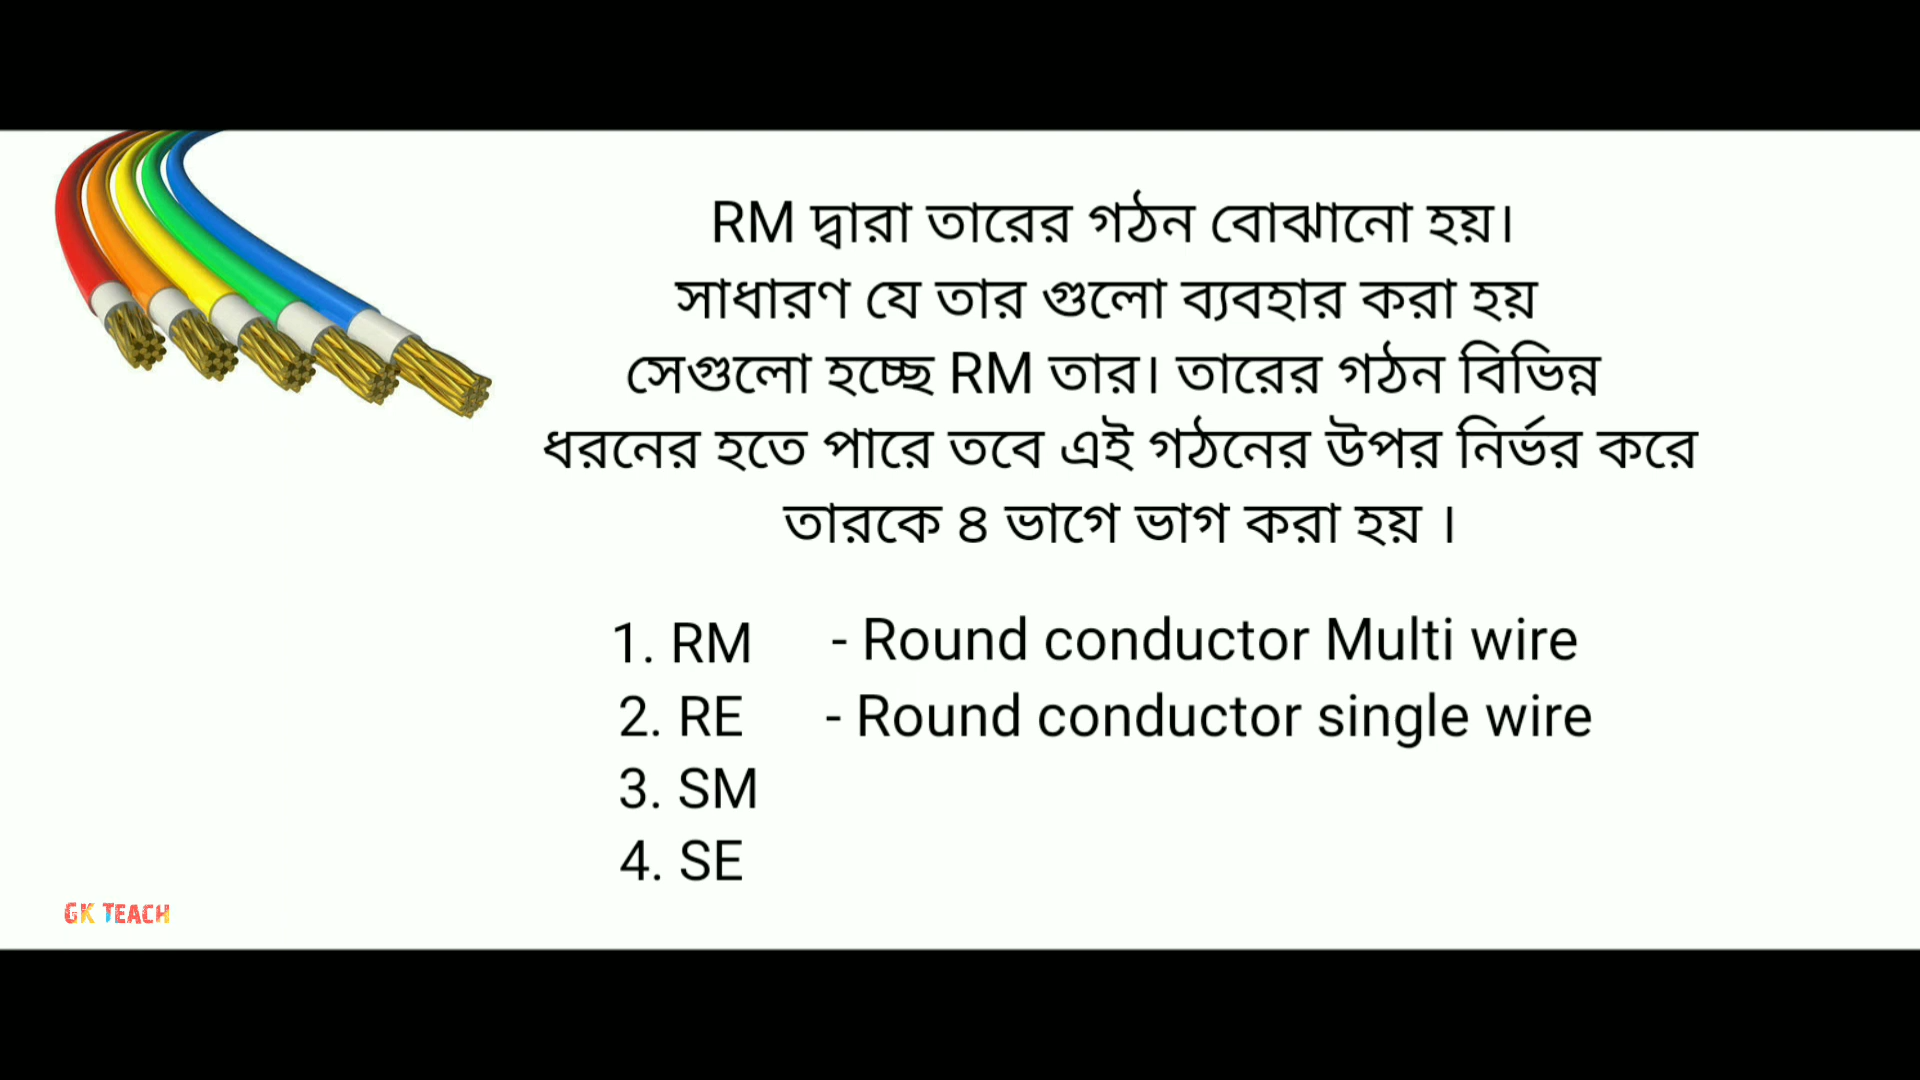 RM দ্বারা তারের গঠন বোঝানো হয়।
সাধারণ যে তার গুলো ব্যবহার করা হয়
সেগুলো হচ্ছে RM তার। তারের গঠন বিভিন্ন
ধরনের হতে পারে তবে এই গঠনের উপর নির্ভর করে
তারকে ৪ ভাগে ভাগ করা হয় ।
1. RM - Round conductor Multi wire
2. RE - Round conductor single wire
3. SM
4. SE
GK TEACH